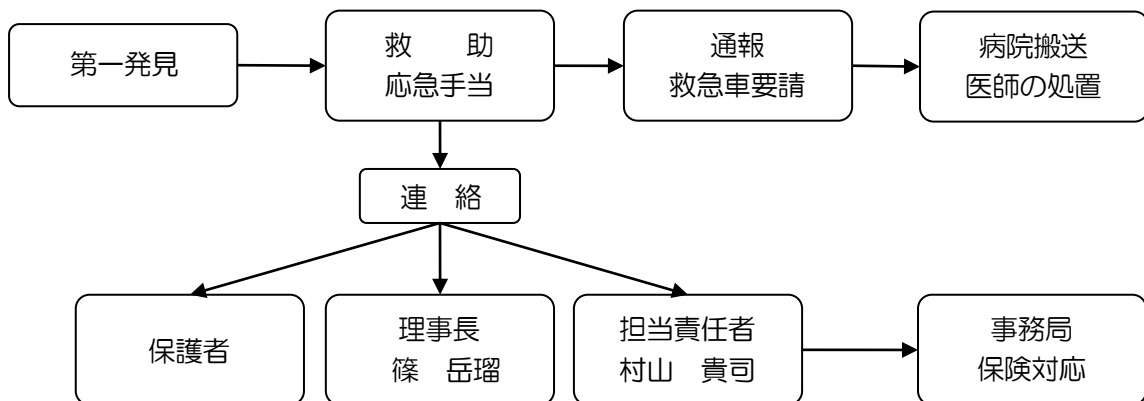 第一発見
救　　助
応急手当
通報
救急車要請
病院搬送
医師の処置
連　絡
保護者
理事長
篠　岳瑠
担当責任者
村山　貴司
事務局
保険対応